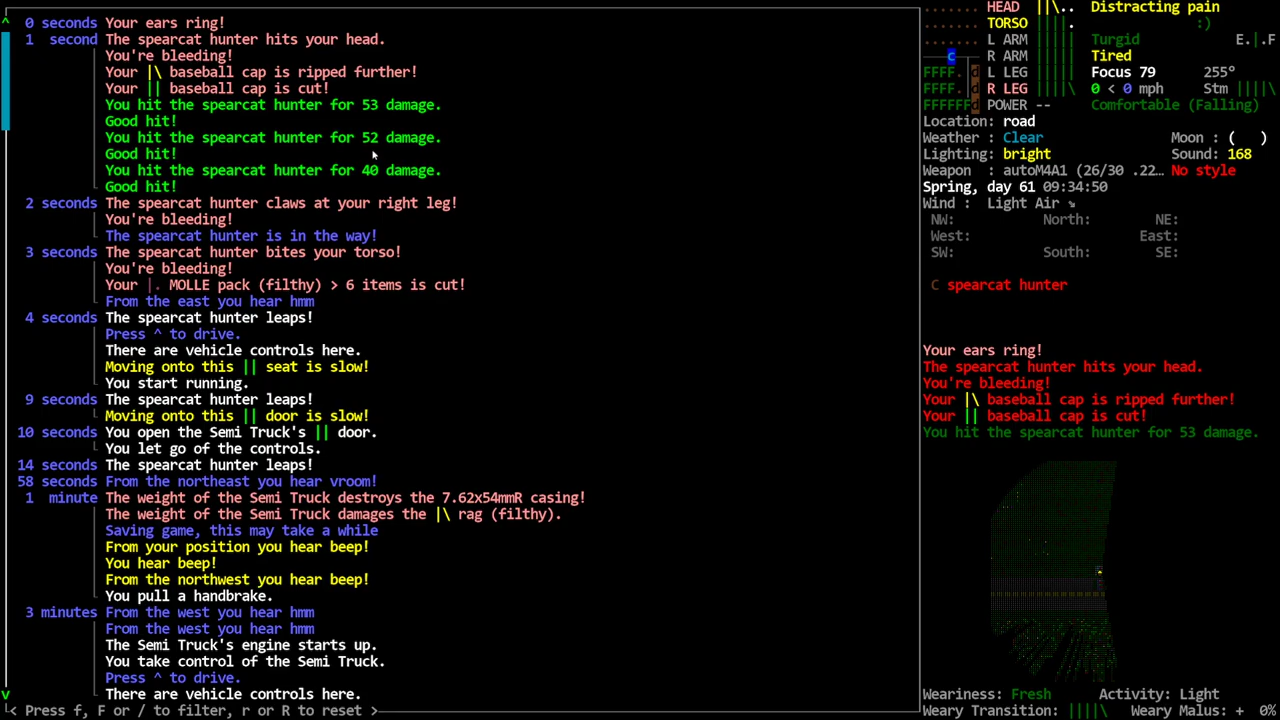 ^ 0 seconds Your ears ring!
1 second The spearcat hunter hits your head.
You're bleeding!
Your |\ baseball cap is ripped further!
Your || baseball cap is cut!
You hit the spearcat hunter for 53 damage.
Good hit!
You hit the spearcat hunter for 52 damage.
Good hit!
You hit the spearcat hunter for 40 damage.
Good hit!
2 seconds The spearcat hunter claws at your right leg!
You're bleeding!
The spearcat hunter is in the way!
3 seconds The spearcat hunter bites your torso!
You're bleeding!
Your |. MOLLE pack (filthy) > 6 items is cut!
From the east you hear hmm
4 seconds The spearcat hunter leaps!
Press ^ to drive.
There are vehicle controls here.
Moving onto this || seat is slow!
You start running.
9 seconds The spearcat hunter leaps!
Moving onto this || door is slow!
10 seconds You open the Semi Truck's || door.
You let go of the controls.
14 seconds The spearcat hunter leaps!
58 seconds From the northeast you hear vroom!
1 minute The weight of the Semi Truck destroys the 7.62x54mmR casing!
The weight of the Semi Truck damages the |\ rag (filthy).
Saving game, this may take a while
From your position you hear beep!
You hear beep!
From the northwest you hear beep!
You pull a handbrake.
3 minutes From the west you hear hmm
From the west you hear hmm
The Semi Truck's engine starts up.
You take control of the Semi Truck.
Press ^ to drive.
v There are vehicle controls here.
< Press f, F or / to filter, r or R to reset >
....... HEAD ||\.. Distracting pain
....... TORSO ||||. :)
....... L ARM ||||| Turgid E.|.F
c R ARM ||||| Tired
FFFF. d L LEG ||||| Focus 79 255°
FFFF. d R LEG ||||\ 0 < 0 mph Stm ||||\
FFFFFFd POWER -- Comfortable (Falling)
Location: road
Weather : Clear Moon : ( )
Lighting: bright Sound: 168
Weapon : autoM4A1 (26/30 .22… No style
Spring, day 61 09:34:50
Wind : Light Air ↘
NW: North: NE:
West: East:
SW: South: SE:
C spearcat hunter
Your ears ring!
The spearcat hunter hits your head.
You're bleeding!
Your |\ baseball cap is ripped further!
Your || baseball cap is cut!
You hit the spearcat hunter for 53 damage.
Weariness: Fresh Activity: Light
Weary Transition: ||||\ Weary Malus: + 0%